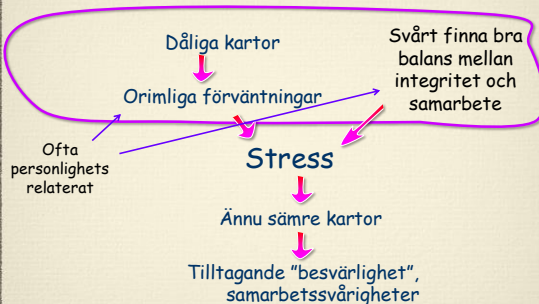 Dåliga kartor
Orimliga förväntningar
Svårt finna bra
balans mellan
integritet och
samarbete
Ofta
personlighets
relaterat
Stress
Ännu sämre kartor
Tilltagande ”besvärlighet”,
samarbetssvårigheter